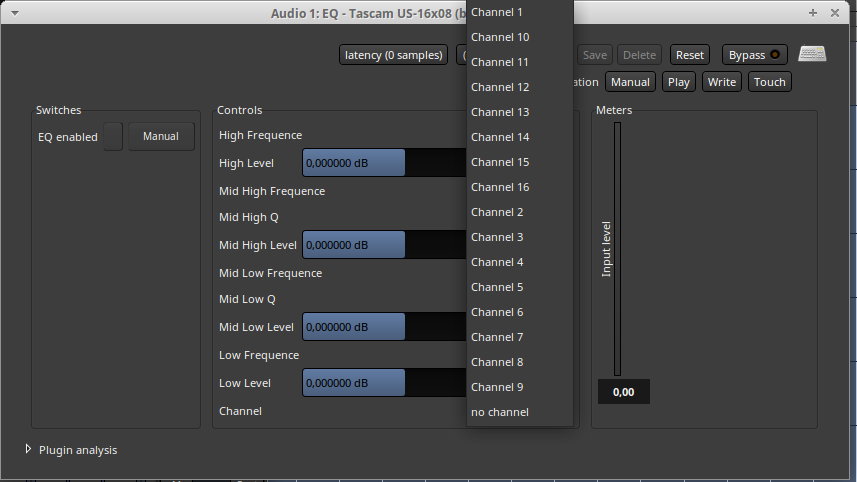 Audio 1: EQ - Tascam US-16x08 (b
latency (0 samples)
Save
Delete
Reset
Bypass
ation
Manual
Play
Write
Touch
Switches
EQ enabled
Manual
Controls
High Frequence
High Level
0,000000 dB
Mid High Frequence
Mid High Q
Mid High Level
0,000000 dB
Mid Low Frequence
Mid Low Q
Mid Low Level
0,000000 dB
Low Frequence
Low Level
0,000000 dB
Channel
Channel 1
Channel 10
Channel 11
Channel 12
Channel 13
Channel 14
Channel 15
Channel 16
Channel 2
Channel 3
Channel 4
Channel 5
Channel 6
Channel 7
Channel 8
Channel 9
no channel
Meters
Input level
0,00
Plugin analysis